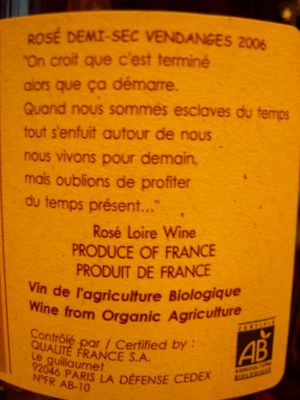 ROSÉ DEMI-SEC VENDANGES 2006
"On croit que c'est terminé
alors que ça démarre.
Quand nous sommes esclaves du temps
tout s'enfuit autour de nous
nous vivons pour demain,
mais oublions de profiter
du temps présent..."
Rosé Loire Wine
PRODUCE OF FRANCE
PRODUIT DE FRANCE
Vin de l'agriculture Biologique
Wine from Organic Agriculture
Contrôlé par / Certified by :
QUALITÉ FRANCE S.A.
Le guillaumet
92046 PARIS LA DÉFENSE CEDEX
N°FR AB-10
CERTIFIÉ
AB
AGRICULTURE
BIOLOGIQUE